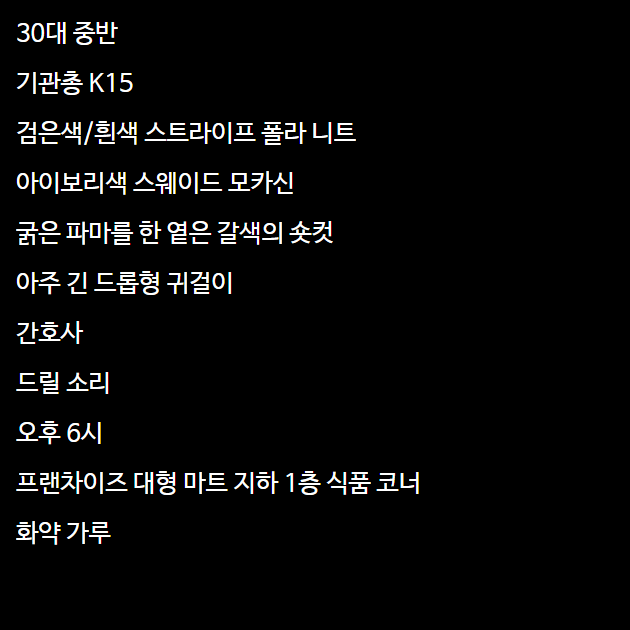 30대 중반
기관총 K15
검은색/흰색 스트라이프 폴라 니트
아이보리색 스웨이드 모카신
굵은 파마를 한 옅은 갈색의 숏컷
아주 긴 드롭형 귀걸이
간호사
드릴 소리
오후 6시
프랜차이즈 대형 마트 지하 1층 식품 코너
화약 가루